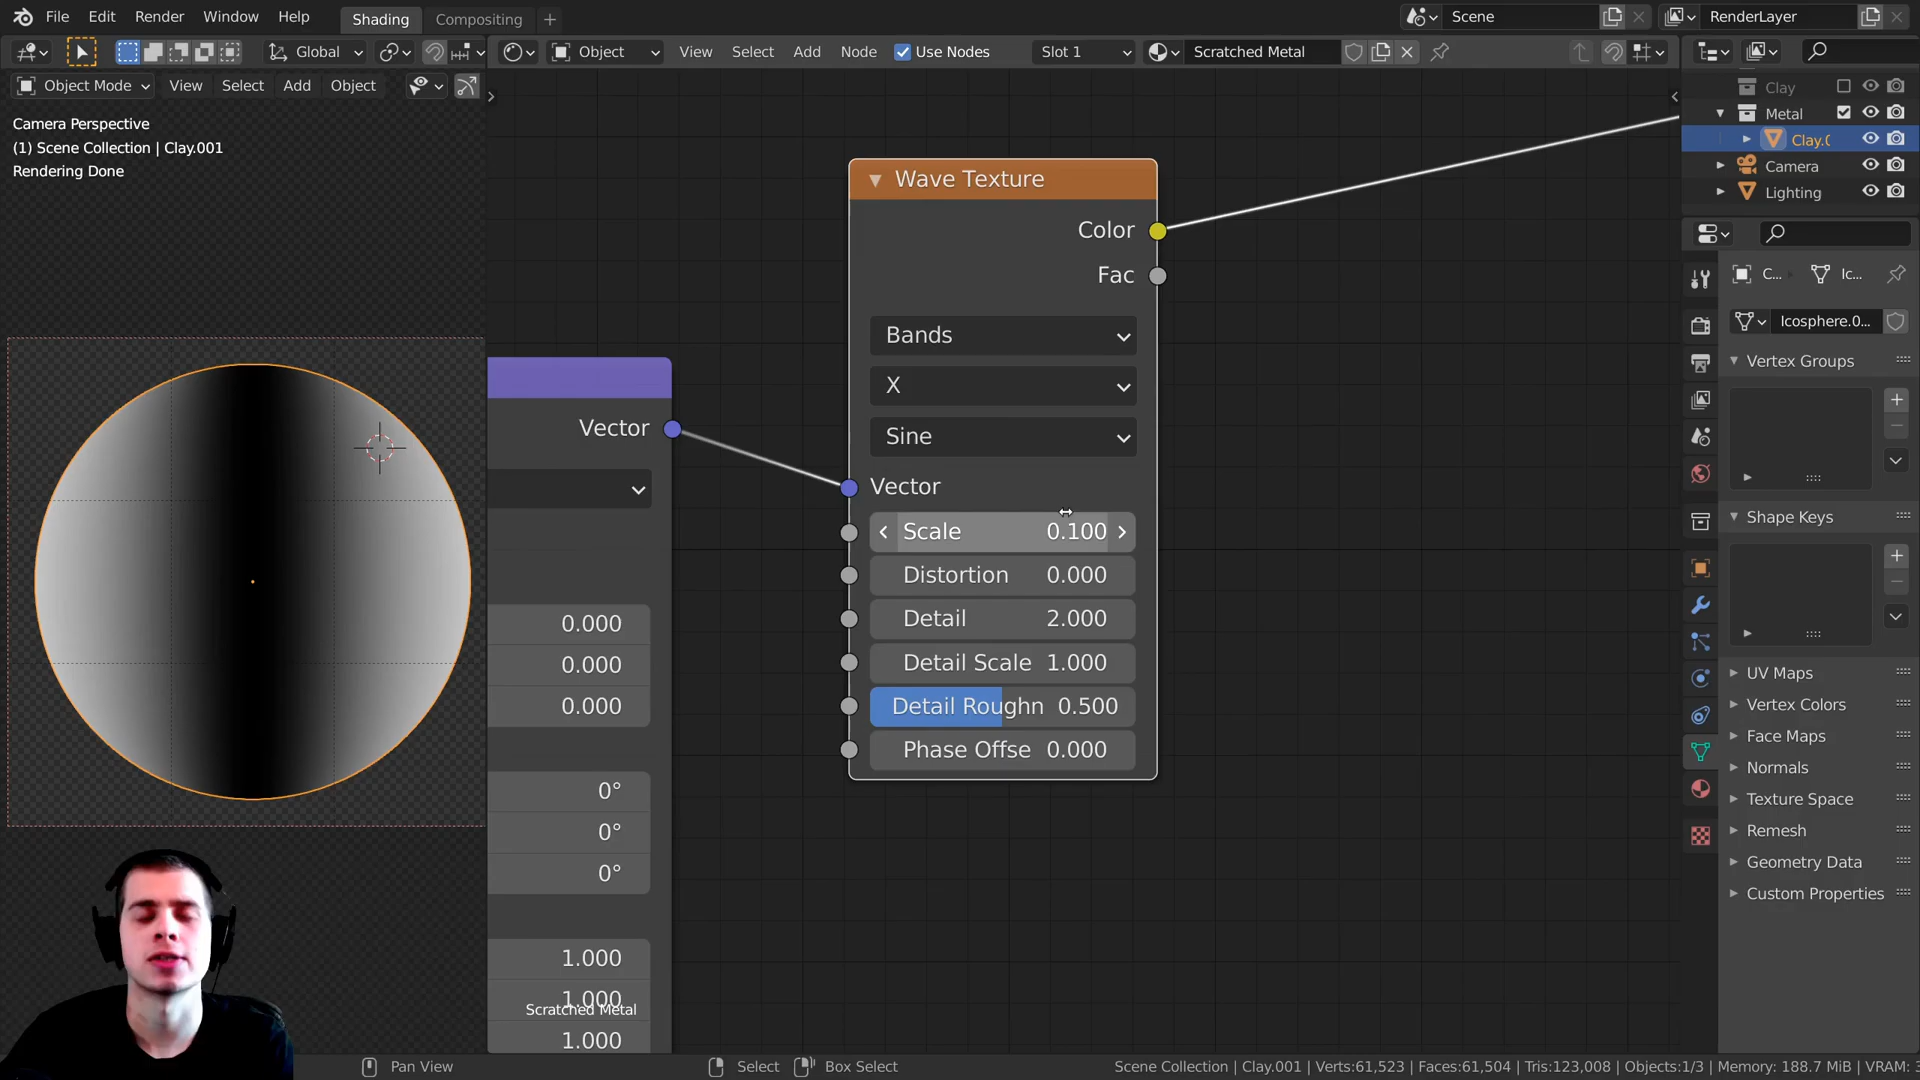 File Edit Render Window Help Shading Compositing + Scene RenderLayer
Global Object View Select Add Node Use Nodes Slot 1 Scratched Metal
Object Mode View Select Add Object
Camera Perspective
(1) Scene Collection | Clay.001
Rendering Done
Wave Texture
Color
Fac
Bands
X
Sine
Vector
Scale 0.100
Distortion 0.000
Detail 2.000
Detail Scale 1.000
Detail Roughn 0.500
Phase Offse 0.000
Vector
0.000
0.000
0.000
0°
0°
0°
1.000
1.000
Scratched Metal
1.000
Clay
Metal
Clay.(
Camera
Lighting
C... Ic...
Icosphere.0...
Vertex Groups
Shape Keys
UV Maps
Vertex Colors
Face Maps
Normals
Texture Space
Remesh
Geometry Data
Custom Properties
Pan View Select Box Select Scene Collection | Clay.001 | Verts:61,523 | Faces:61,504 | Tris:123,008 | Objects:1/3 | Memory: 188.7 MiB | VRAM: